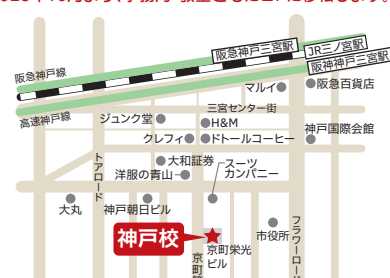 阪急神戸三宮駅
JR三ノ宮駅
阪神神戸三宮駅
阪急神戸線
マルイ
阪急百貨店
高速神戸線
三宮センター街
ジュンク堂
H&M
神戸国際会館
クレフィ
ドトールコーヒー
トアロード
大和証券
スーツ
カンパニー
洋服の青山
大丸
神戸朝日ビル
フラワーロード
神戸校
市役所
京町栄光
ビル
京町筋